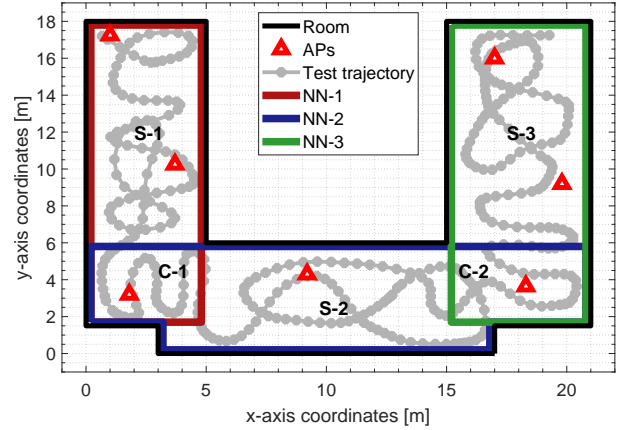 18
16
14
12
10
8
6
4
2
0
y-axis coordinates [m]
Room
APs
Test trajectory
NN-1
NN-2
NN-3
S-1
S-3
C-1
C-2
S-2
0 5 10 15 20
x-axis coordinates [m]